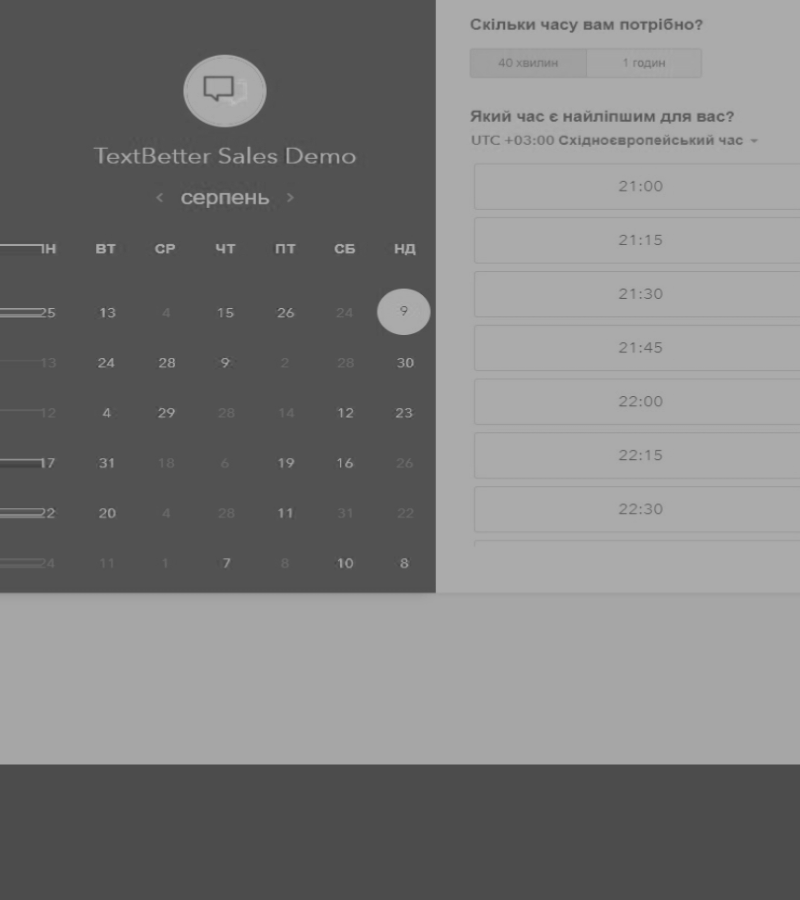 TextBetter Sales Demo
серпень
ПН ВТ СР ЧТ ПТ СБ НД
25 13 4 15 26 24 9
13 24 28 9 2 28 30
12 4 29 28 14 12 23
17 31 18 6 19 16 26
22 20 4 28 11 31 22
24 11 1 7 8 10 8
Скільки часу вам потрібно?
40 хвилин 1 годин
Який час є найліпшим для вас?
UTC +03:00 Східноєвропейський час
21:00
21:15
21:30
21:45
22:00
22:15
22:30